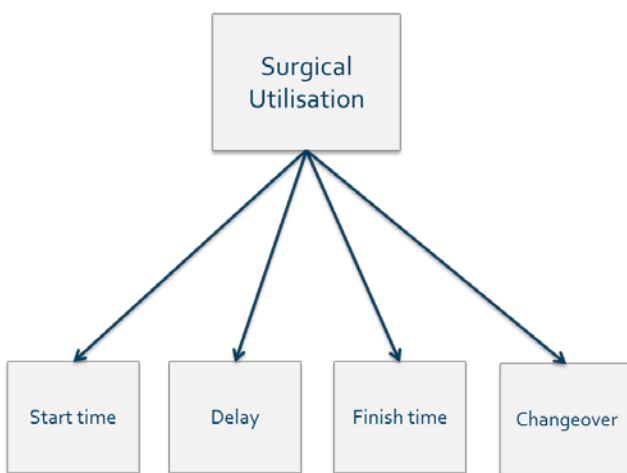 Surgical
Utilisation
Start time
Delay
Finish time
Changeover